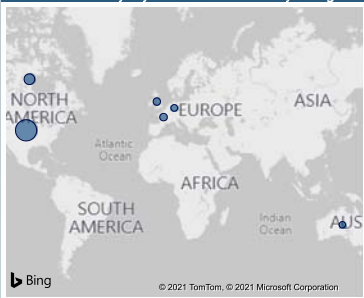 NORTH
AMERICA
EUROPE
ASIA
Atlantic
Ocean
AFRICA
SOUTH
AMERICA
Indian
Ocean
AUS
Bing
© 2021 TomTom, © 2021 Microsoft Corporation